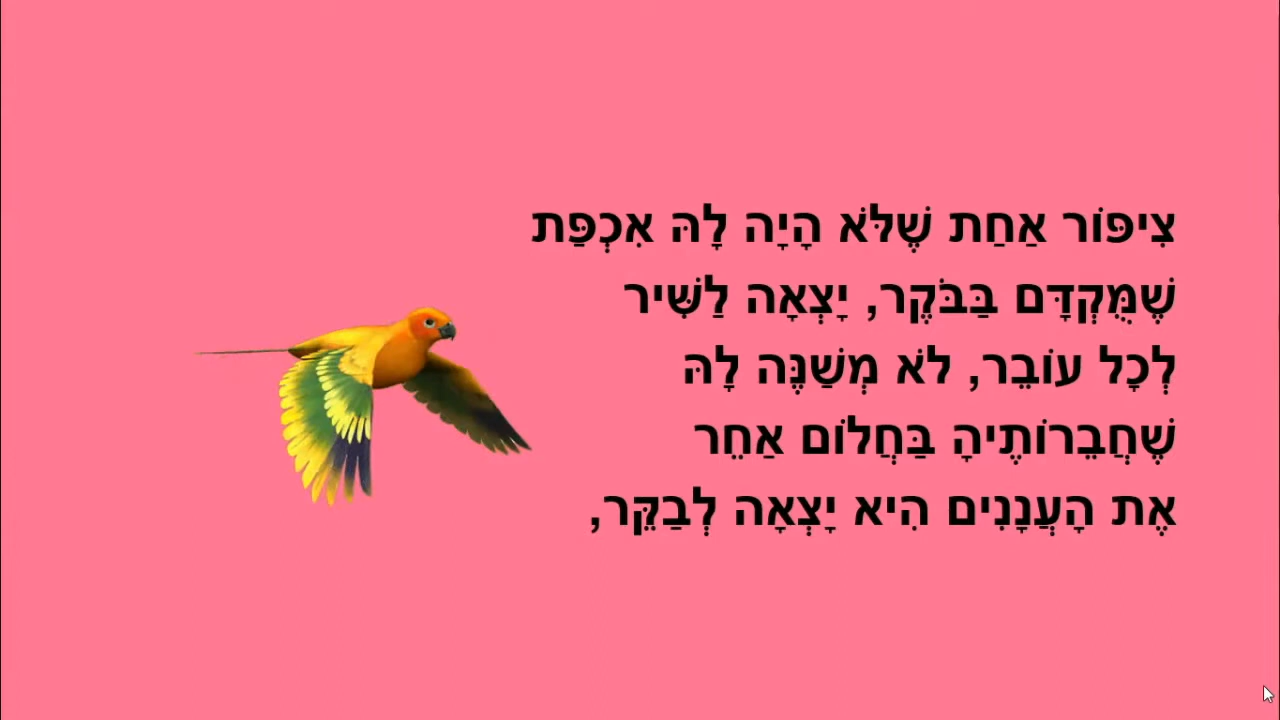 צִיפּוֹר אַחַת שֶׁלֹּא הָיָה לָהּ אִכְפַּת
שֶׁמֻּקְדָּם בַּבֹּקֶר, יָצְאָה לַשִּׁיר
לְכָל עוֹבֵר, לֹא מְשַׁנֶּה לָהּ
שֶׁחֲבֵרוֹתֶיהָ בַּחֲלוֹם אַחֵר
אֶת הָעֲנָנִים הִיא יָצְאָה לְבַקֵּר,